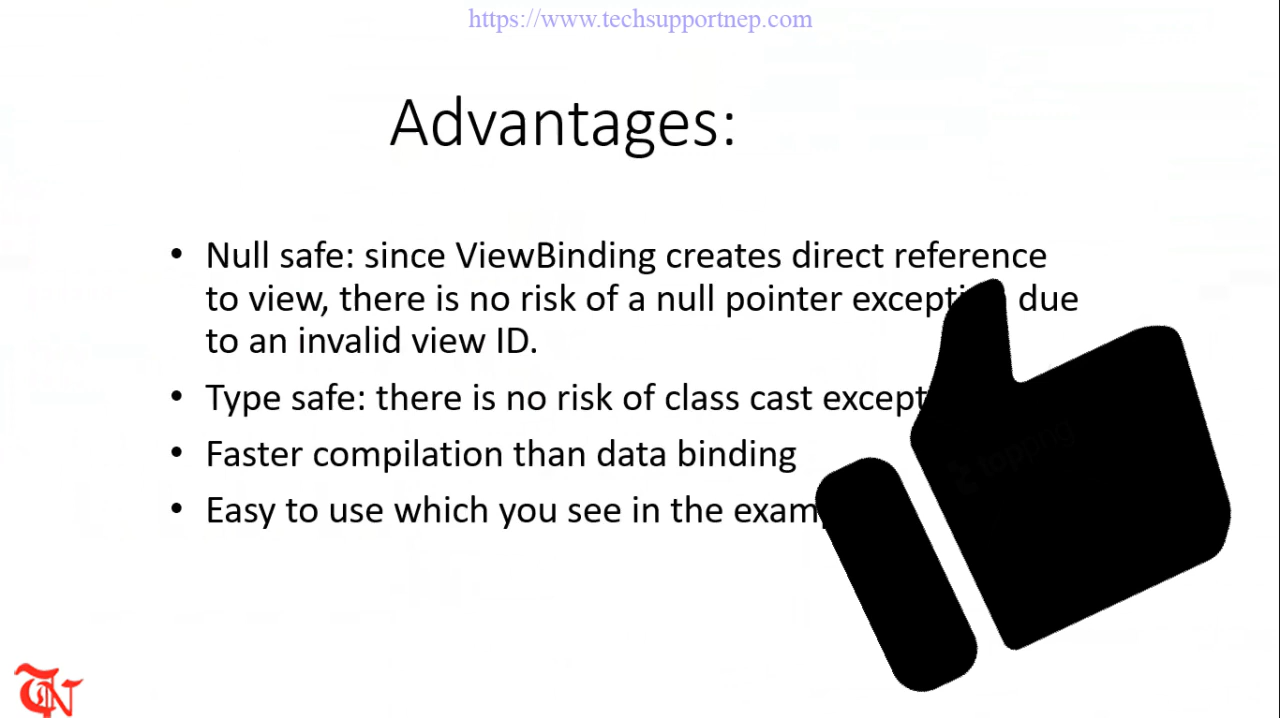 https://www.techsupportnep.com
Advantages:
• Null safe: since ViewBinding creates direct reference
to view, there is no risk of a null pointer due
to an invalid view ID.
• Type safe: there is no risk of class cast
• Faster compilation than data binding
• Easy to use which you see in the
TN